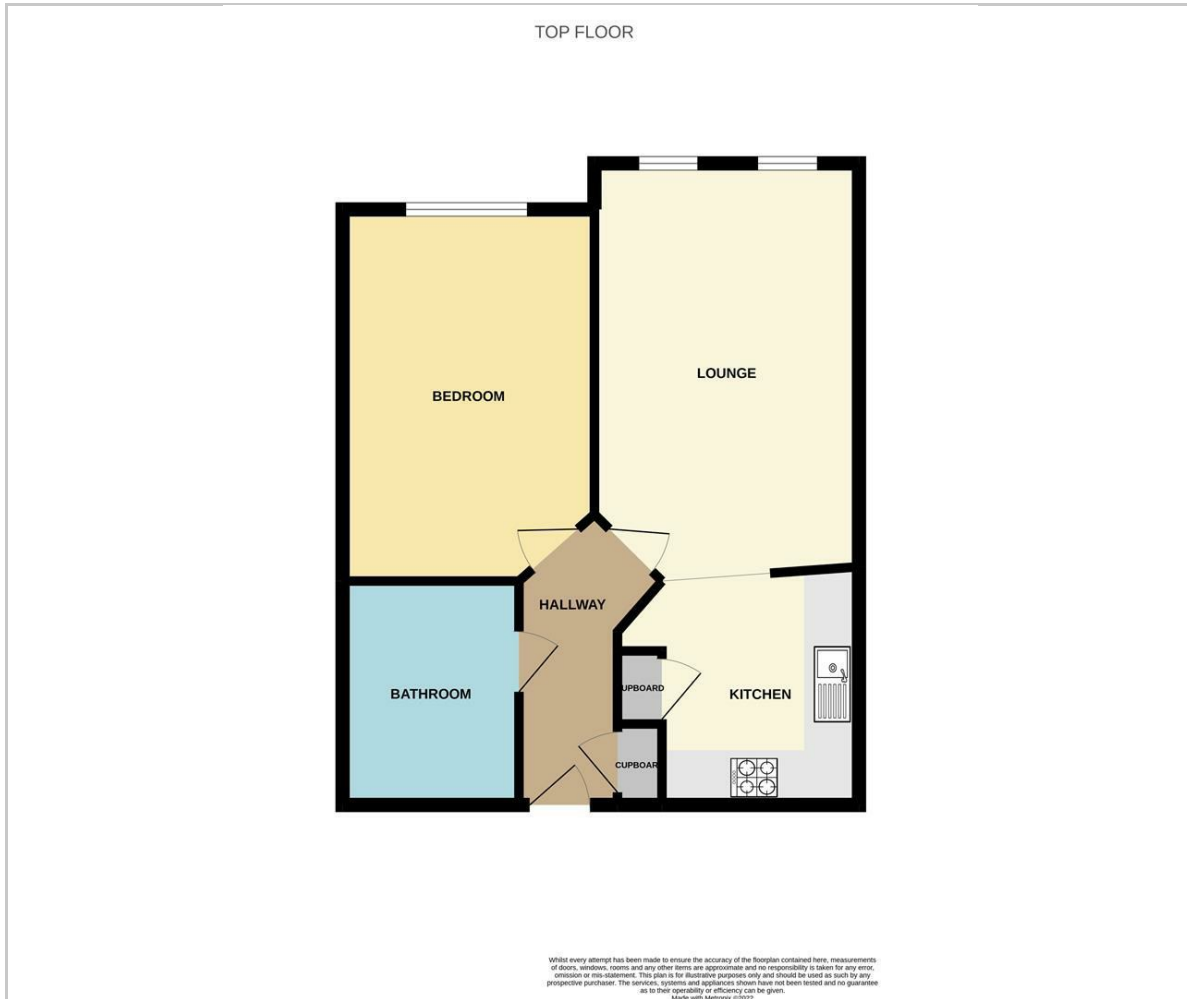 TOP FLOOR
LOUNGE
BEDROOM
HALLWAY
UPBOARD
BATHROOM
KITCHEN
CUPBOAR
Whilst every attempt has been made to ensure the accuracy of the floorplan contained here, measurements
of doors, windows, rooms and any other items are approximate and no responsibility is taken for any error,
omission or mis-statement. This plan is for illustrative purposes only and should be used as such by any
prospective purchaser. The services, systems and appliances shown have not been tested and no guarantee
as to their operability or efficiency can be given.
Made with Metropix ©2022